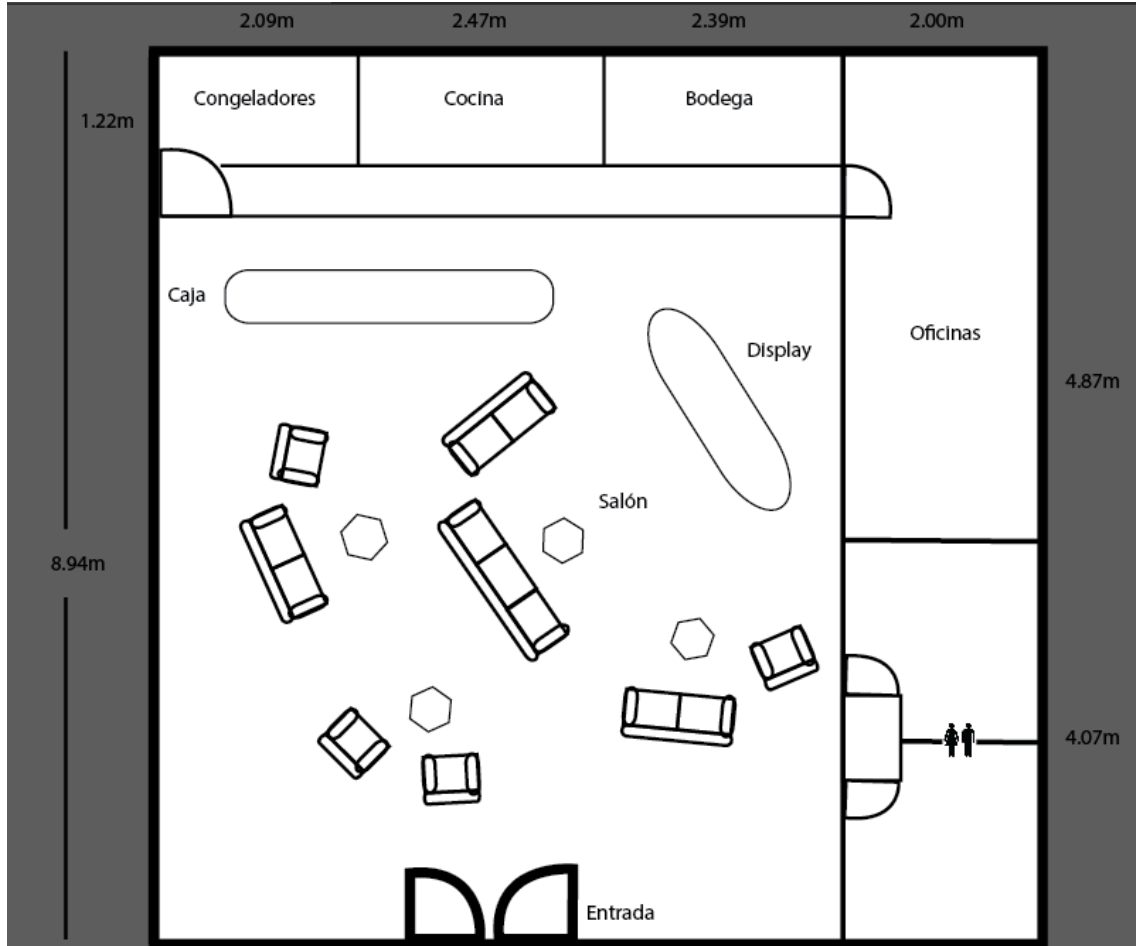 2.09m 2.47m 2.39m 2.00m
Congeladores Cocina Bodega
1.22m
Caja
Oficinas
Display
4.87m
Salón
8.94m
4.07m
Entrada